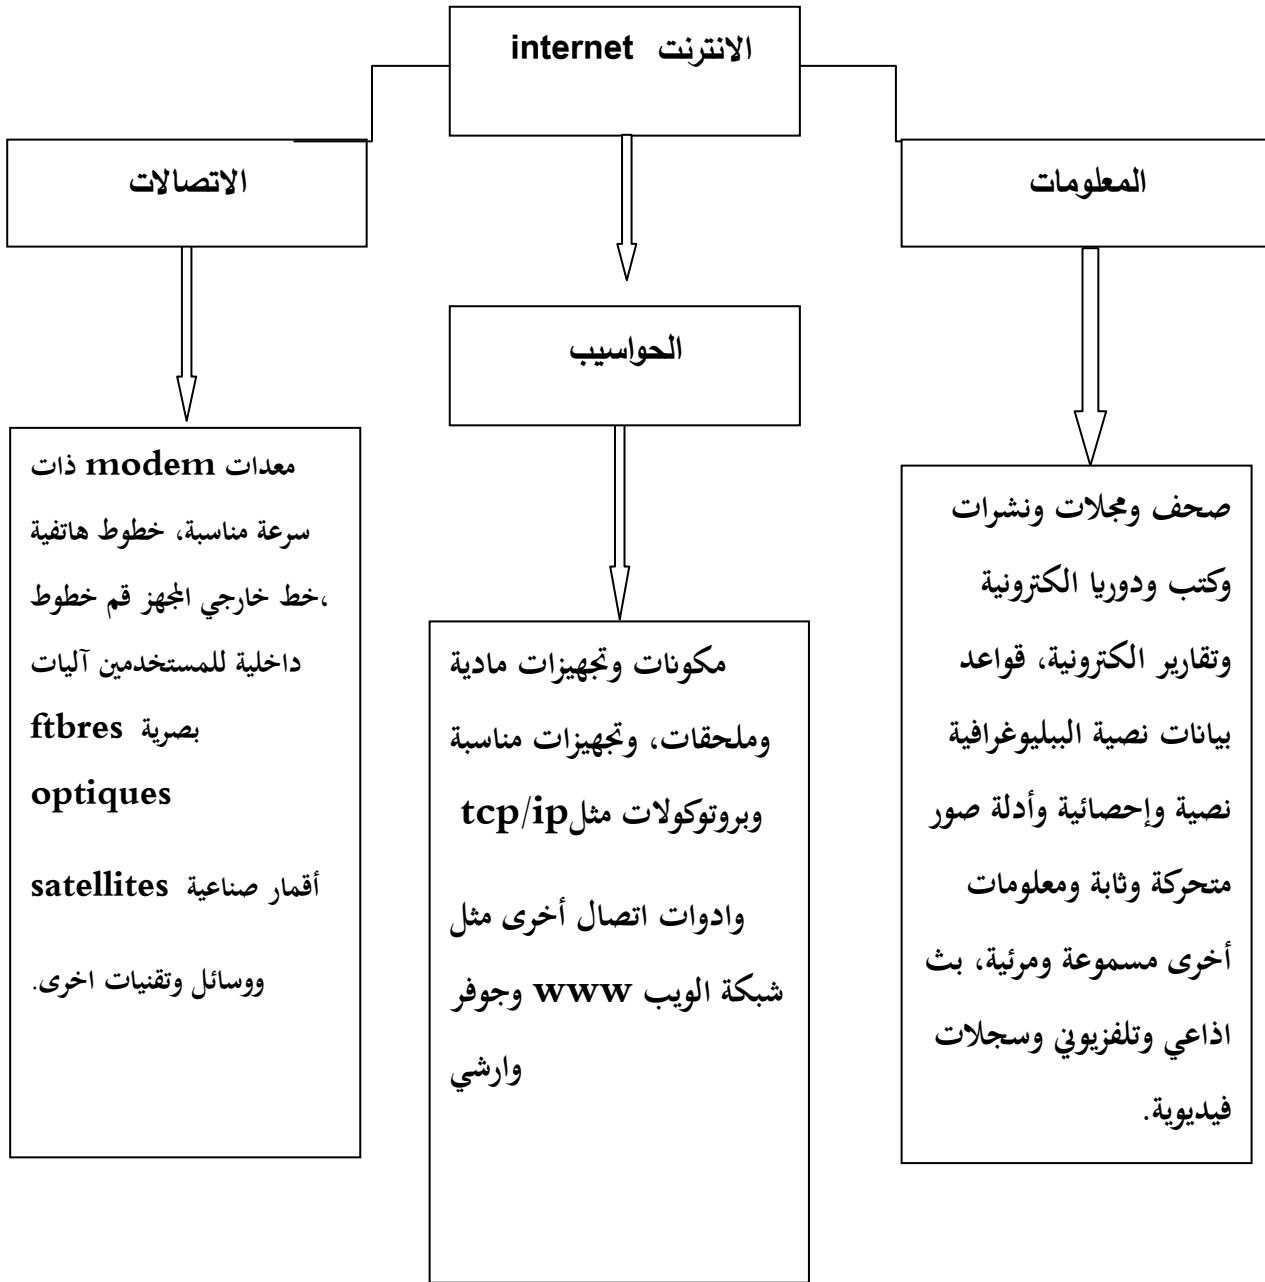 الانترنت internet
المعلومات
الاتصالات
الحواسيب
صحف ومجلات ونشرات
وكتب ودوريا الكترونية
وتقارير الكترونية، قواعد
بيانات نصية الببليوغرافية
نصية وإحصائية وأدلة صور
متحركة وثابة ومعلومات
أخرى مسموعة ومرئية، بث
اذاعي وتلفزيوني وسجلات
فيديوية.
مكونات وتجهيزات مادية
وملحقات، وتجهيزات مناسبة
وبروتوكولات مثلtcp/ip
وادوات اتصال أخرى مثل
شبكة الويب www وجوفر
وارشي
معدات modem ذات
سرعة مناسبة، خطوط هاتفية
،خط خارجي المجهز قم خطوط
داخلية للمستخدمين آليات
بصرية ftbres
optiques
أقمار صناعية satellites
ووسائل وتقنيات اخرى.